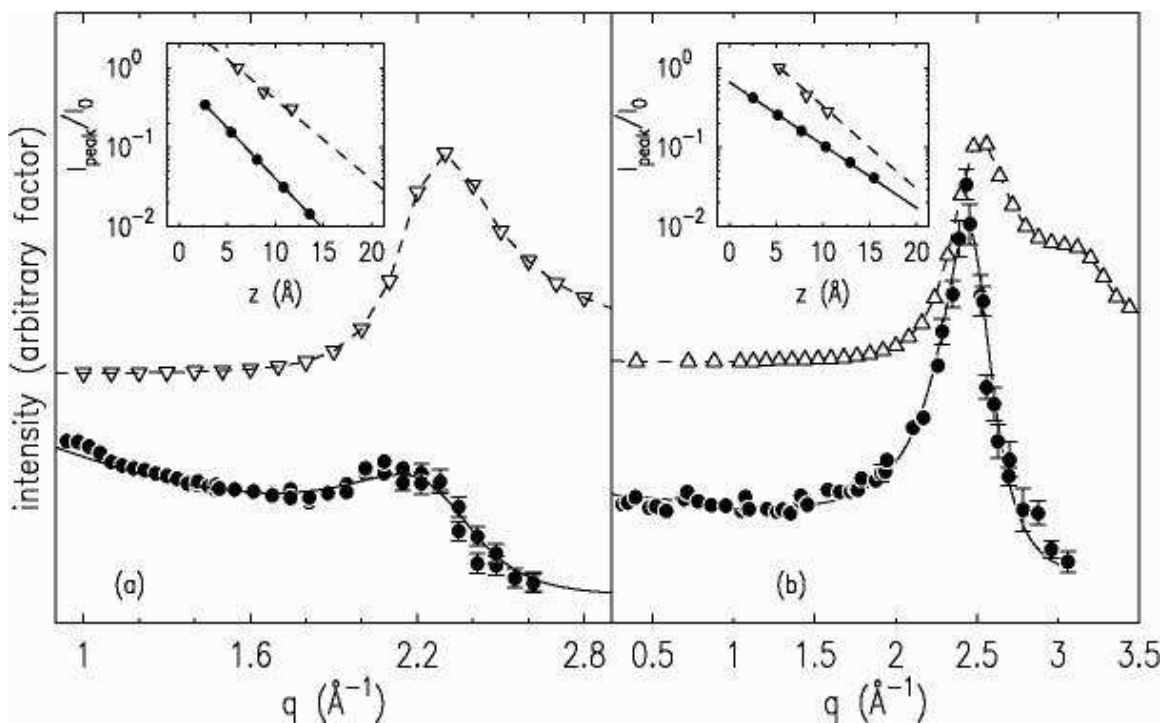 intensity (arbitrary factor)
I_peak/I_0
10^0
10^-1
10^-2
0 5 10 15 20
z (Å)
(a)
1 1.6 2.2 2.8
q (Å^-1)
I_peak/I_0
10^0
10^-1
10^-2
0 5 10 15 20
z (Å)
(b)
0.5 1 1.5 2 2.5 3 3.5
q (Å^-1)